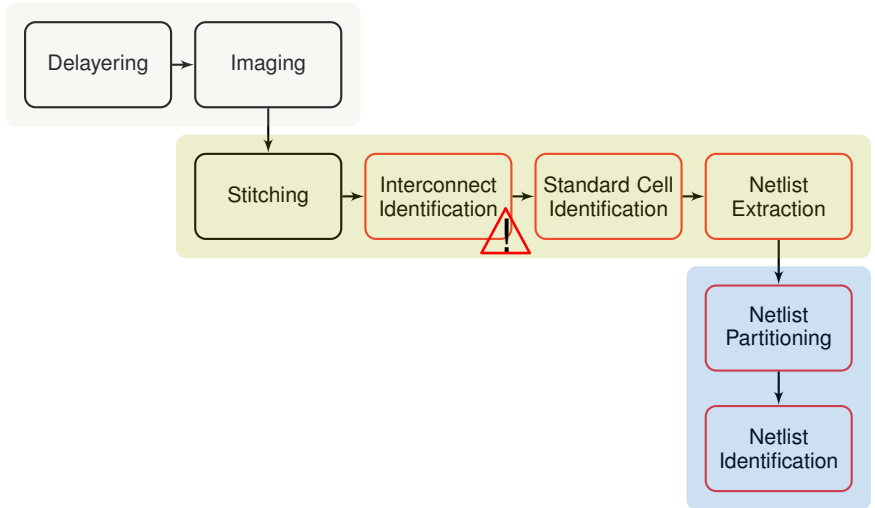 Delayering
Imaging
Stitching
Interconnect
Identification
Standard Cell
Identification
Netlist
Extraction
!
Netlist
Partitioning
Netlist
Identification